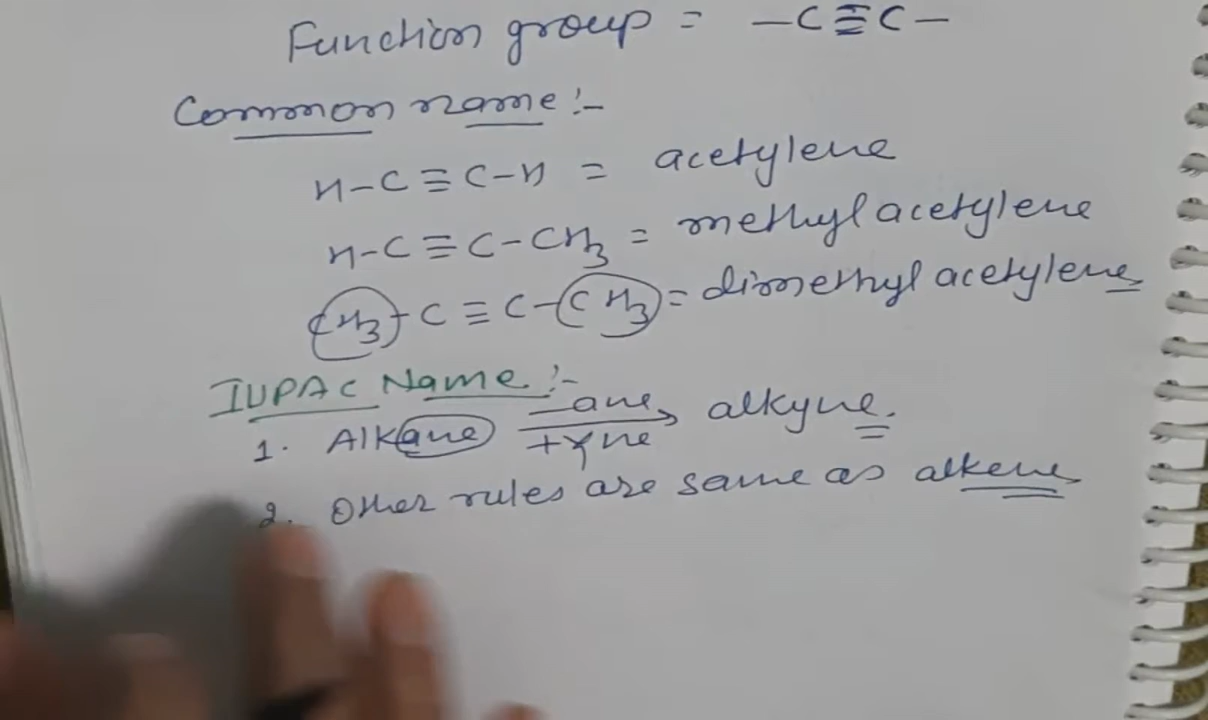 Function group = -C≡C-
Common name :-
H-C≡C-H = acetylene
H-C≡C-CH3 = methyl acetylene
CH3-C≡C-CH3 = dimethyl acetylene
IUPAC Name :-
1. Alkane -ane +yne → alkyne.
2. Other rules are same as alkene